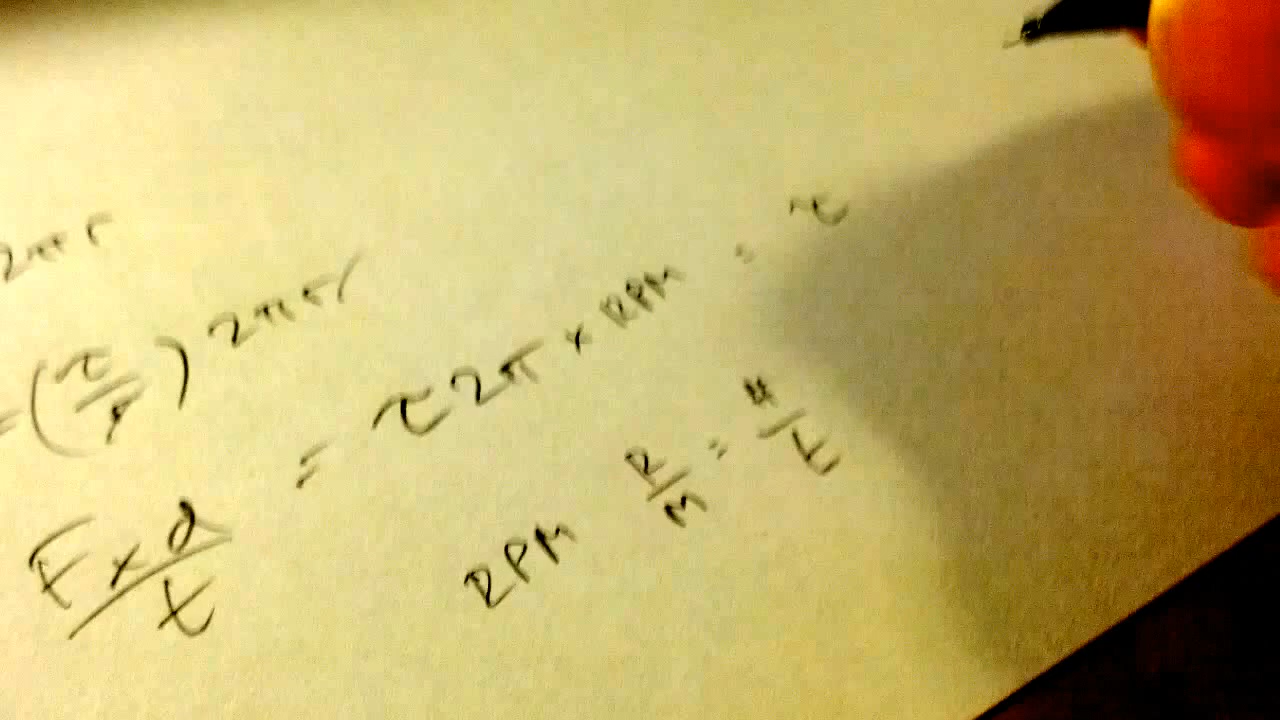 2πr
=(τ/r) 2πr
F×d/t = τ2π × RPM = τ
RPM R/M = #/t